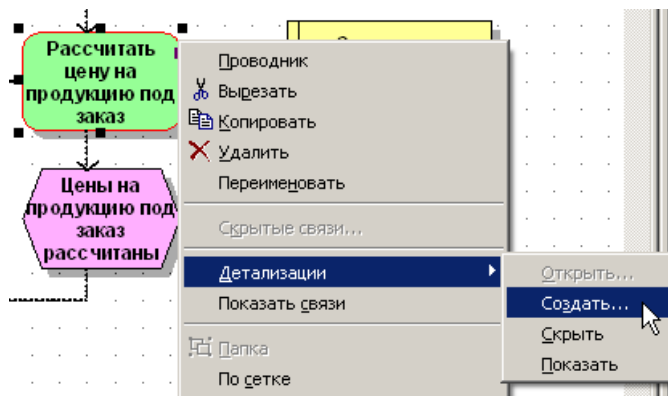 Рассчитать
цену на
продукцию под
заказ
Цены на
продукцию под
заказ
рассчитаны
Проводник
Вырезать
Копировать
Удалить
Переименовать
Скрытые связи...
Детализации
Показать связи
Папка
По сетке
Открыть...
Создать...
Скрыть
Показать